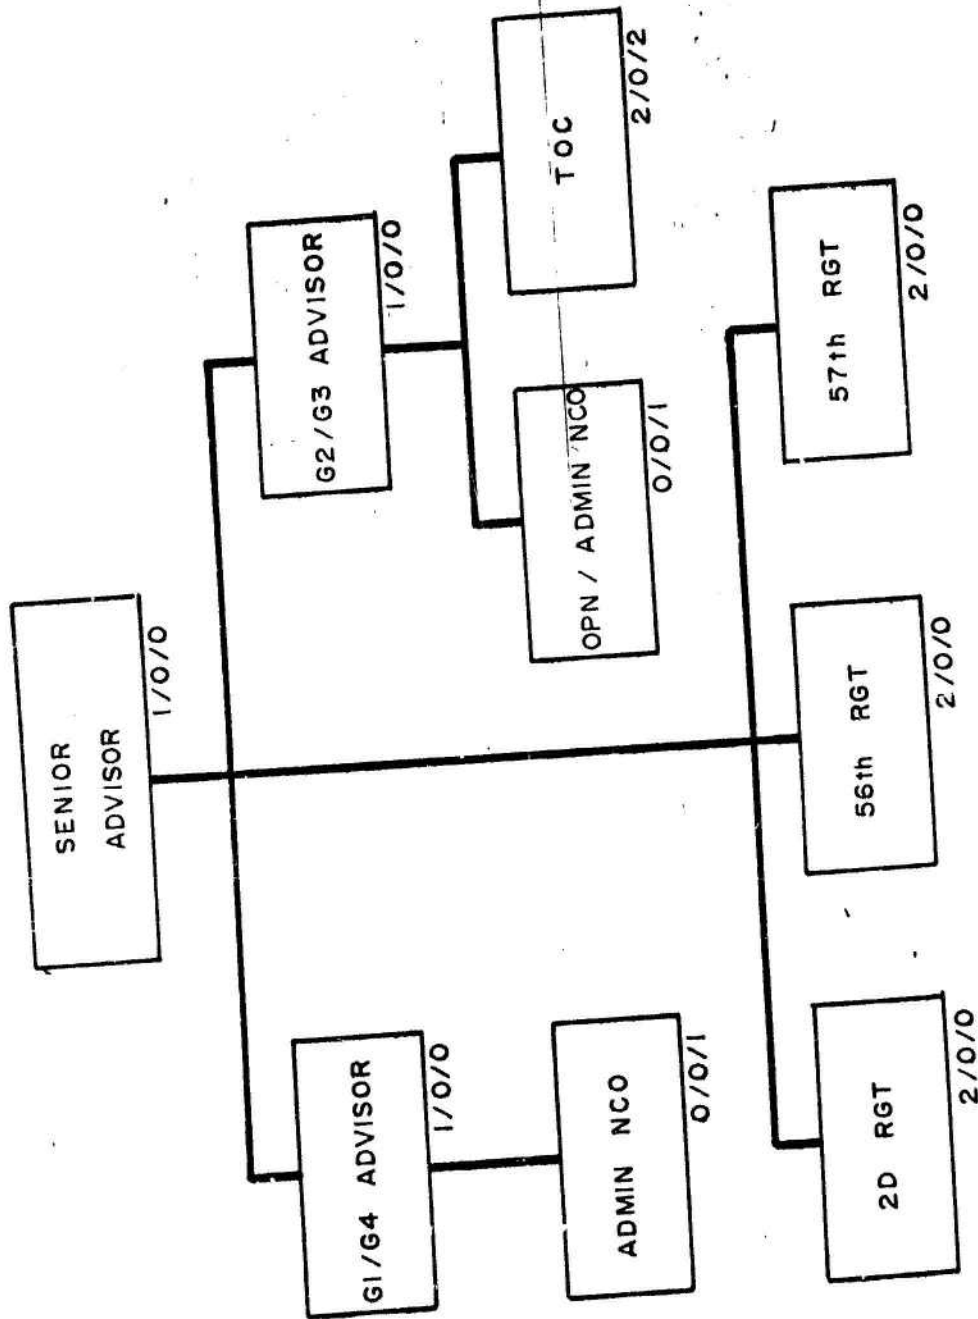 SENIOR
ADVISOR
1/0/0
G1/G4 ADVISOR
1/0/0
G2/G3 ADVISOR
1/0/0
ADMIN NCO
0/0/1
OPN / ADMIN NCO
0/0/1
TOC
2/0/2
2D RGT
2/0/0
56th RGT
2/0/0
57th RGT
2/0/0